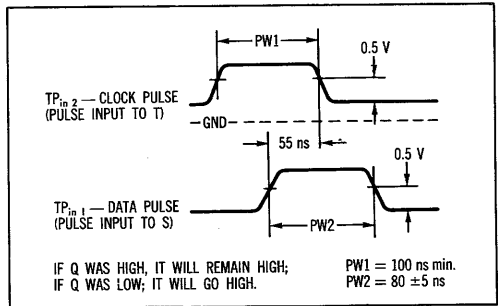 PW1
0.5 V
TPin 2 — CLOCK PULSE
(PULSE INPUT TO T)
GND
55 ns
0.5 V
TPin 1 — DATA PULSE
(PULSE INPUT TO S)
PW2
IF Q WAS HIGH, IT WILL REMAIN HIGH;
IF Q WAS LOW; IT WILL GO HIGH.
PW1 = 100 ns min.
PW2 = 80 ±5 ns